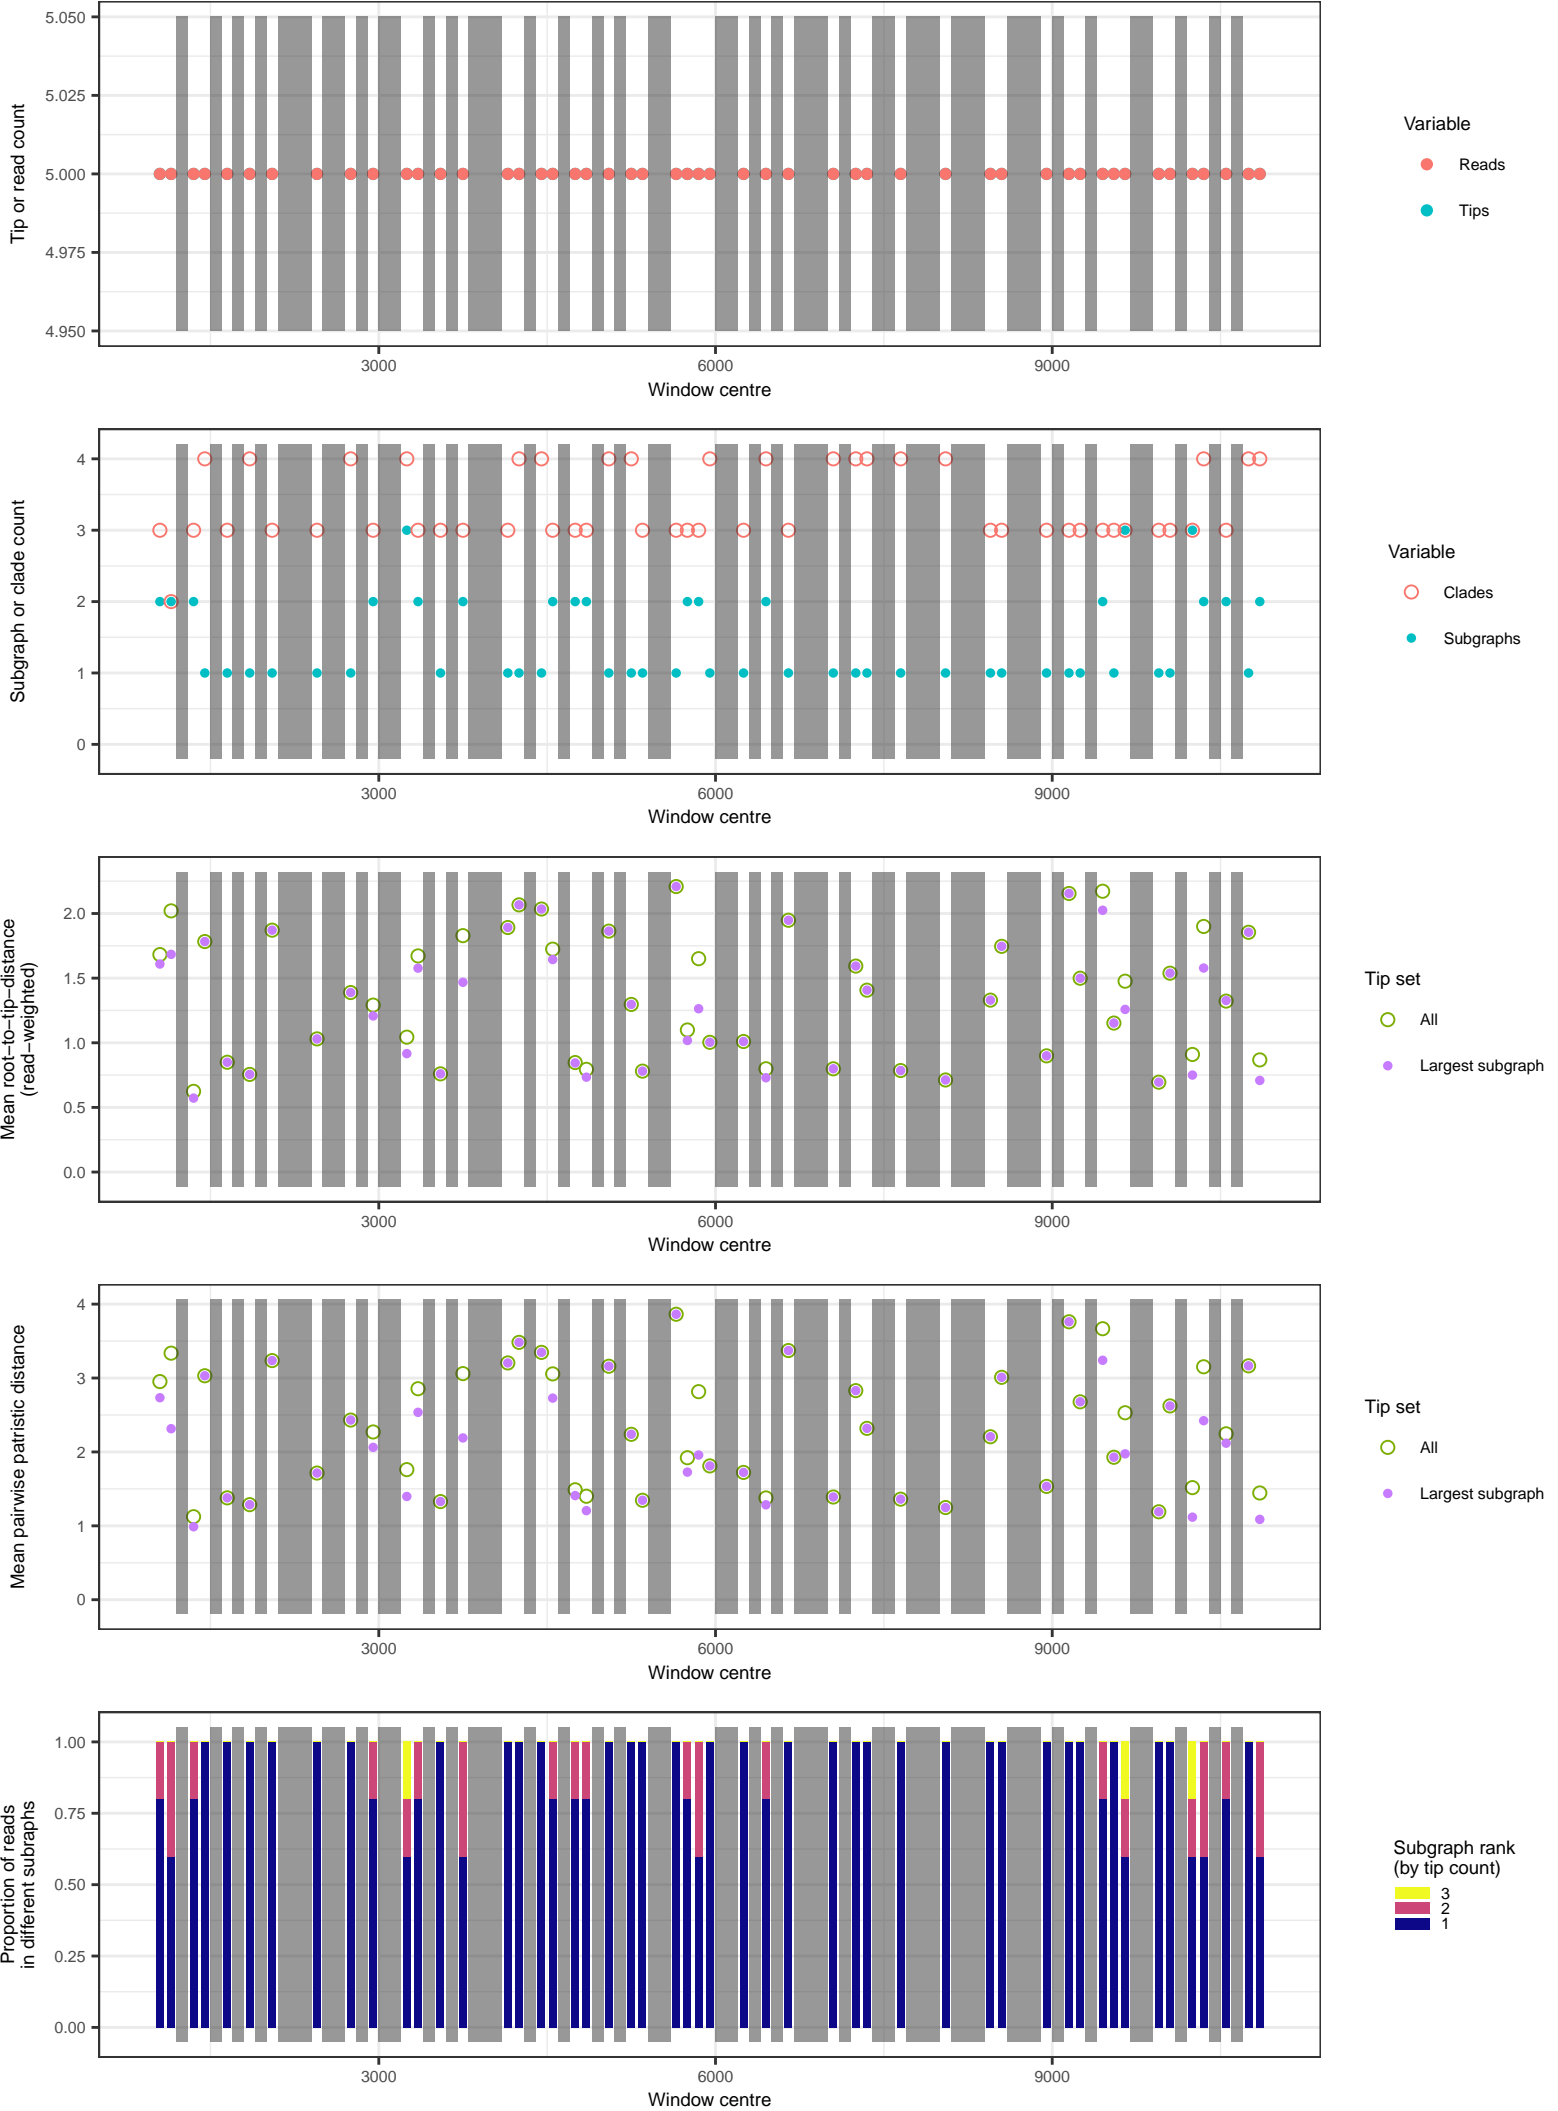 5.050
5.025
5.000
4.975
4.950
Tip or read count
3000 6000 9000
Window centre
Variable
Reads
Tips
4
3
2
1
0
Subgraph or clade count
3000 6000 9000
Window centre
Variable
Clades
Subgraphs
2.0
1.5
1.0
0.5
0.0
Mean root−to−tip−distance
(read−weighted)
3000 6000 9000
Window centre
Tip set
All
Largest subgraph
4
3
2
1
0
Mean pairwise patristic distance
3000 6000 9000
Window centre
Tip set
All
Largest subgraph
1.00
0.75
0.50
0.25
0.00
Proportion of reads
in different subraphs
3000 6000 9000
Window centre
Subgraph rank
(by tip count)
3
2
1